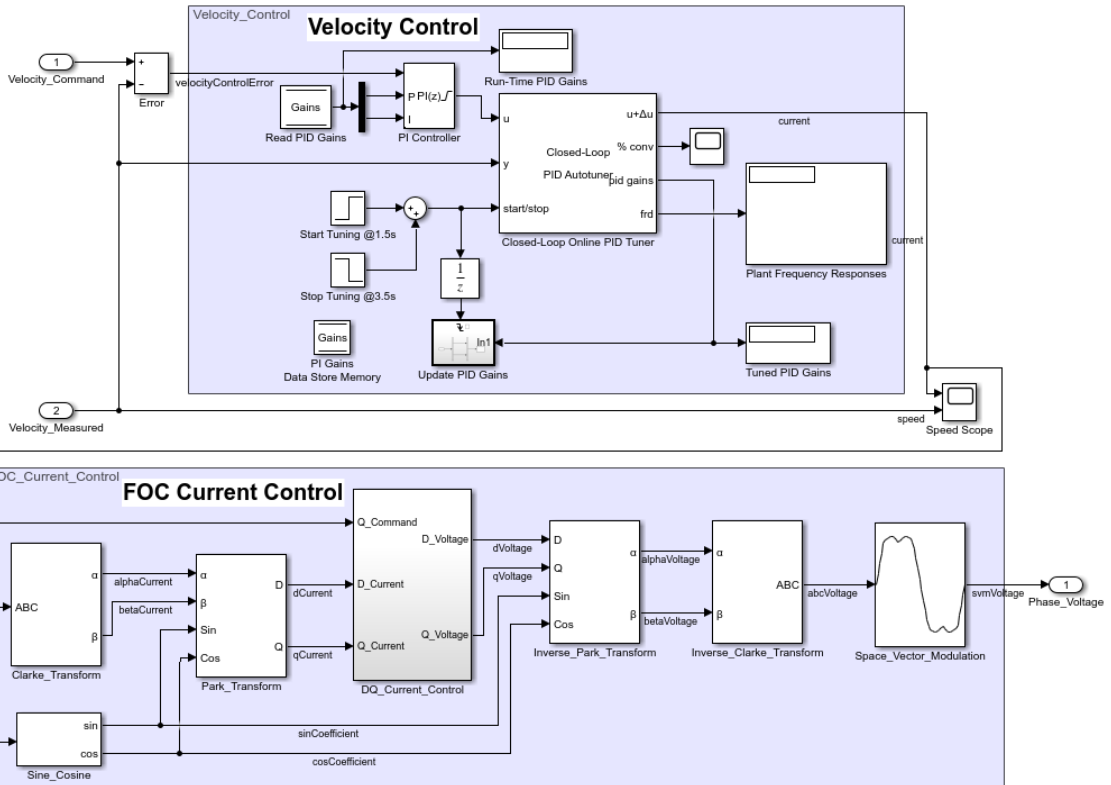 Velocity_Control
Velocity Control
1
Velocity_Command
+
−
Error
velocityControlError
Gains
Read PID Gains
P
I
PI(z)
PI Controller
Run-Time PID Gains
u
y
start/stop
Closed-Loop
PID Autotuner
u+Δu
% conv
pid gains
frd
Closed-Loop Online PID Tuner
current
Start Tuning @1.5s
+
+
Stop Tuning @3.5s
1
z
Plant Frequency Responses
current
Gains
PI Gains
Data Store Memory
In1
Update PID Gains
Tuned PID Gains
2
Velocity_Measured
speed
Speed Scope
OC_Current_Control
FOC Current Control
ABC
α
β
Clarke_Transform
alphaCurrent
betaCurrent
α
β
Sin
Cos
D
Q
Park_Transform
dCurrent
qCurrent
Q_Command
D_Current
Q_Current
D_Voltage
Q_Voltage
DQ_Current_Control
dVoltage
qVoltage
D
Q
Sin
Cos
α
β
Inverse_Park_Transform
alphaVoltage
betaVoltage
α
β
ABC
Inverse_Clarke_Transform
abcVoltage
Space_Vector_Modulation
svmVoltage
1
Phase_Voltage
sin
cos
Sine_Cosine
sinCoefficient
cosCoefficient